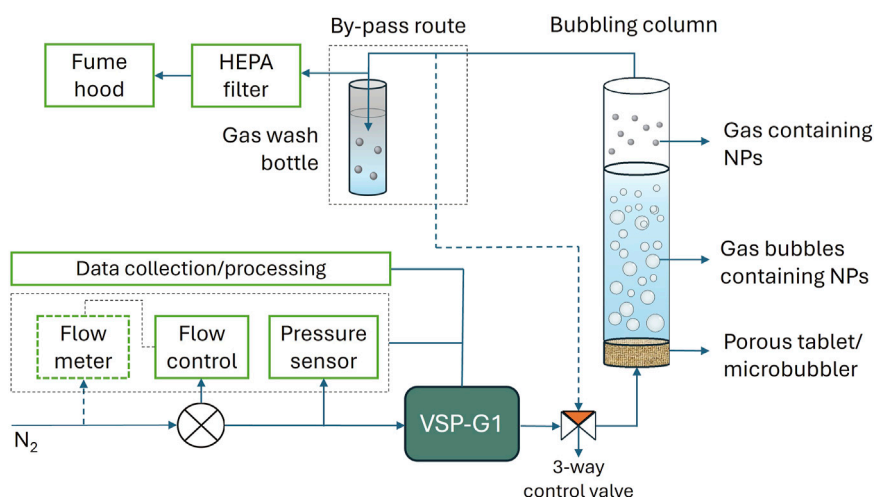 By-pass route
Bubbling column
Fume
hood
HEPA
filter
Gas wash
bottle
Gas containing
NPs
Gas bubbles
containing NPs
Porous tablet/
microbubbler
Data collection/processing
Flow
meter
Flow
control
Pressure
sensor
VSP-G1
N₂
3-way
control valve